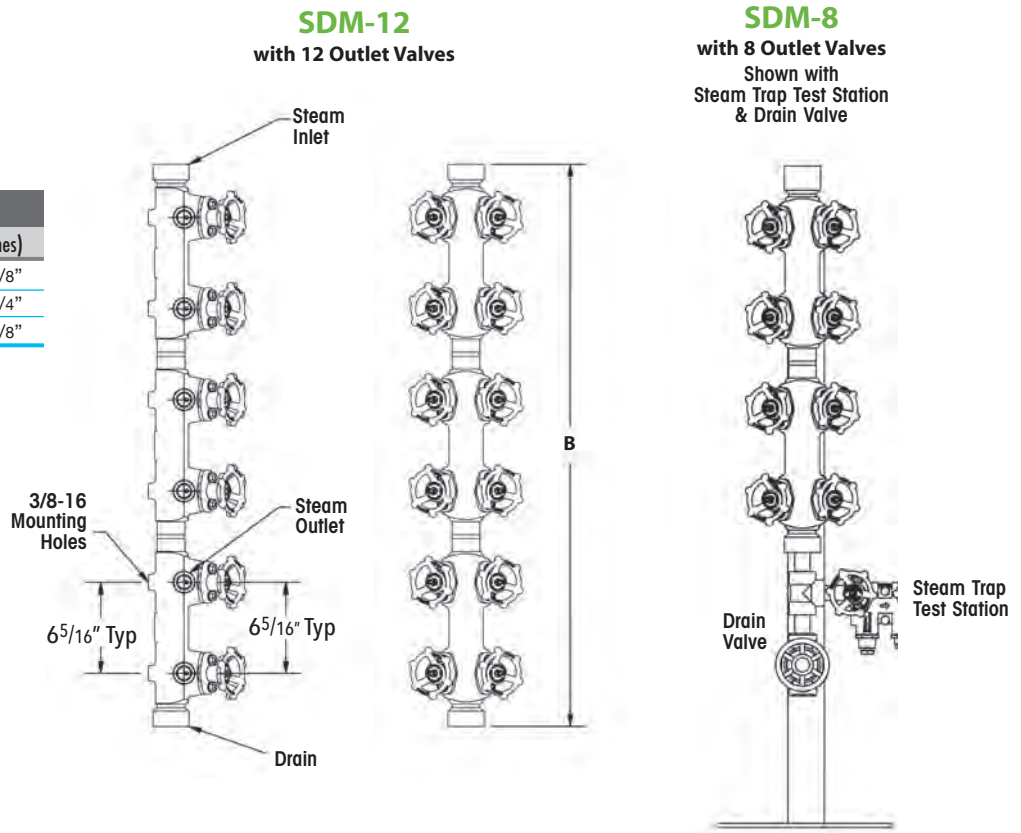 SDM-12
with 12 Outlet Valves
SDM-8
with 8 Outlet Valves
Shown with
Steam Trap Test Station
& Drain Valve
Steam
Inlet
/8”
/4”
/8”
B
3/8-16
Mounting
Holes
Steam
Outlet
6 5/16" Typ
6 5/16" Typ
Drain
Drain
Valve
Steam Trap
Test Station